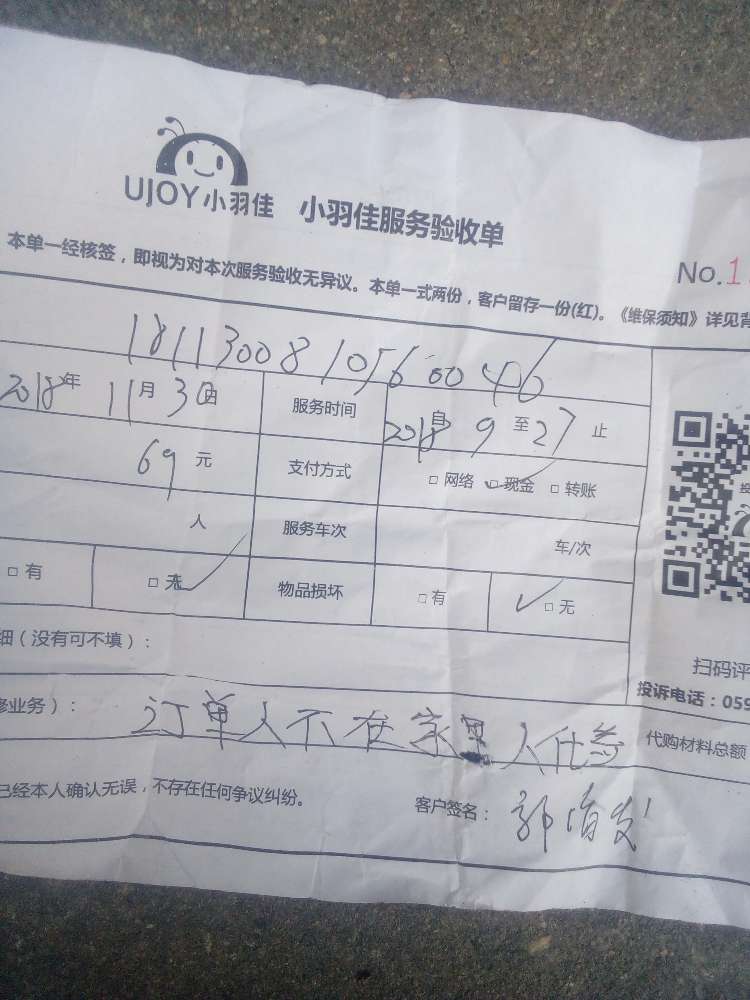 UJOY小羽佳 小羽佳服务验收单
No.1
本单一经核签，即视为对本次服务验收无异议。本单一式两份，客户留存一份(红)。《维保须知》详见背
1811300810560046
2018年 11月 3日 服务时间 自 2018 9 至 27 止
69 元 支付方式 □ 网络 □ 现金 □ 转账
人 服务车次 车/次
□ 有 □ 无 物品损坏 □ 有 □ 无
细（没有可不填）：
扫码评
投诉电话：059
修业务）： 订单人不在家 人代签 代购材料总额
已经本人确认无误，不存在任何争议纠纷。 客户签名： 郭